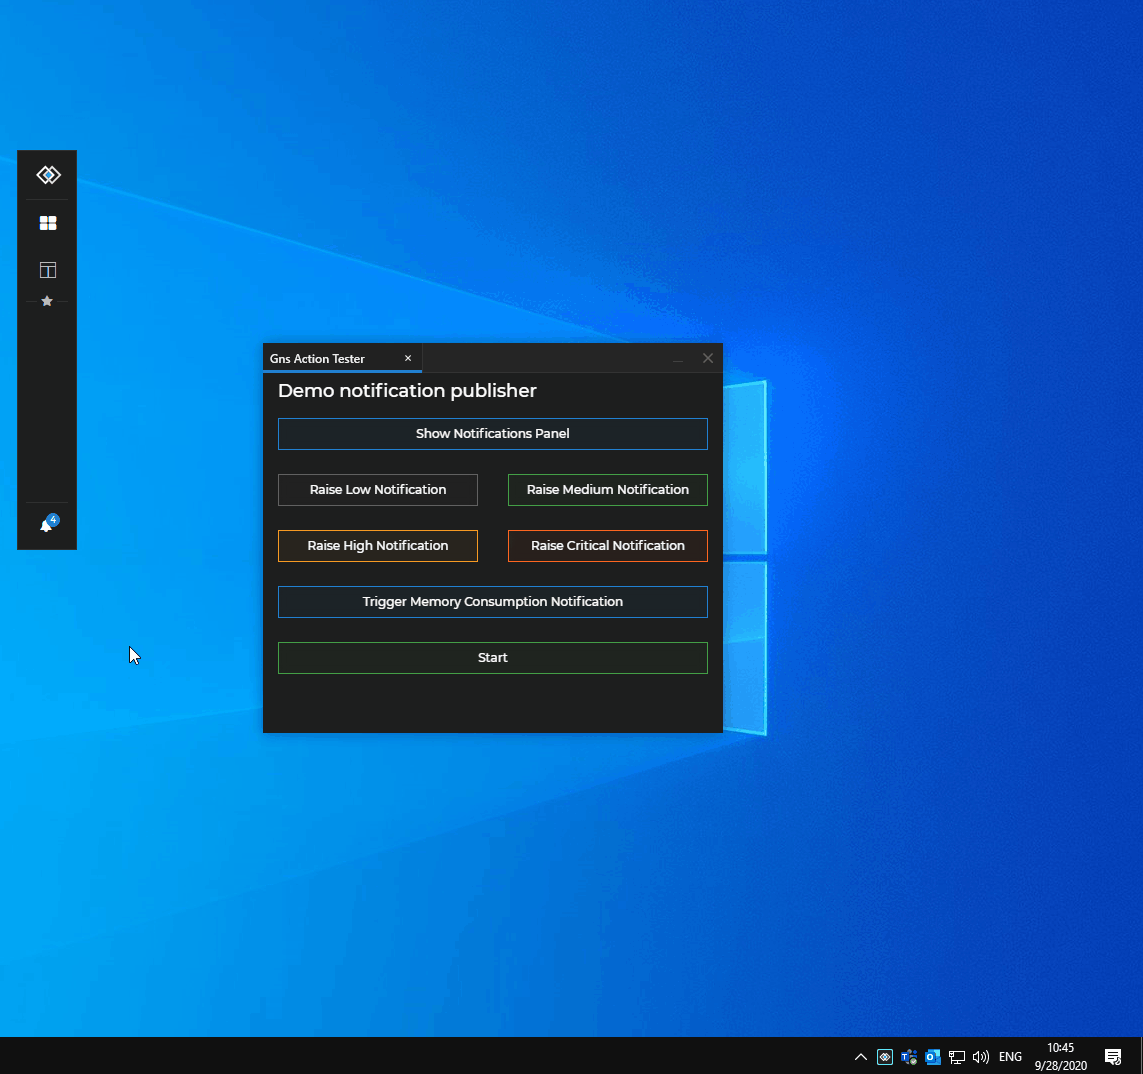 4
Gns Action Tester
Demo notification publisher
Show Notifications Panel
Raise Low Notification
Raise Medium Notification
Raise High Notification
Raise Critical Notification
Trigger Memory Consumption Notification
Start
ENG
10:45
9/28/2020